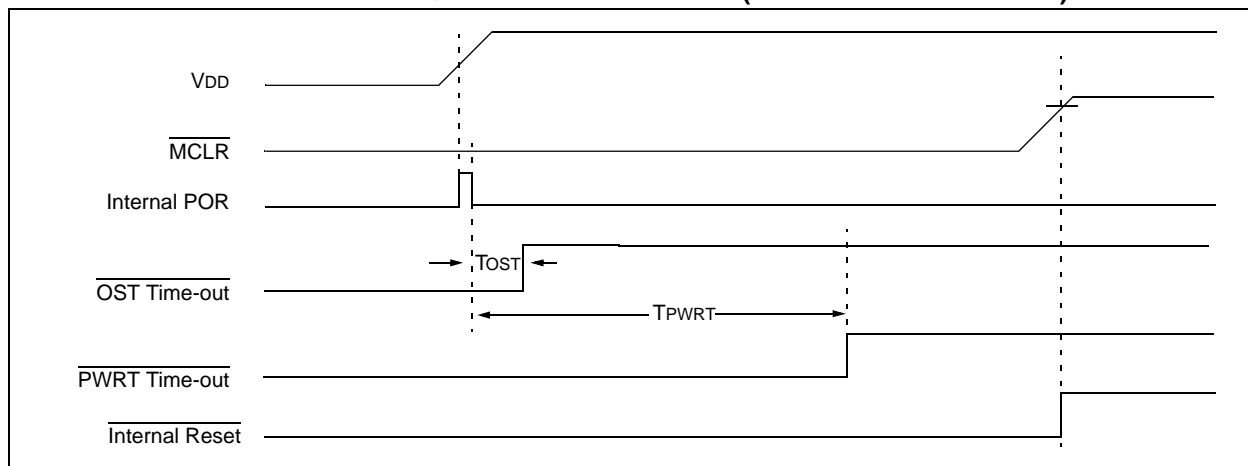 VDD
MCLR
Internal POR
TOST
OST Time-out
TPWRT
PWRT Time-out
Internal Reset